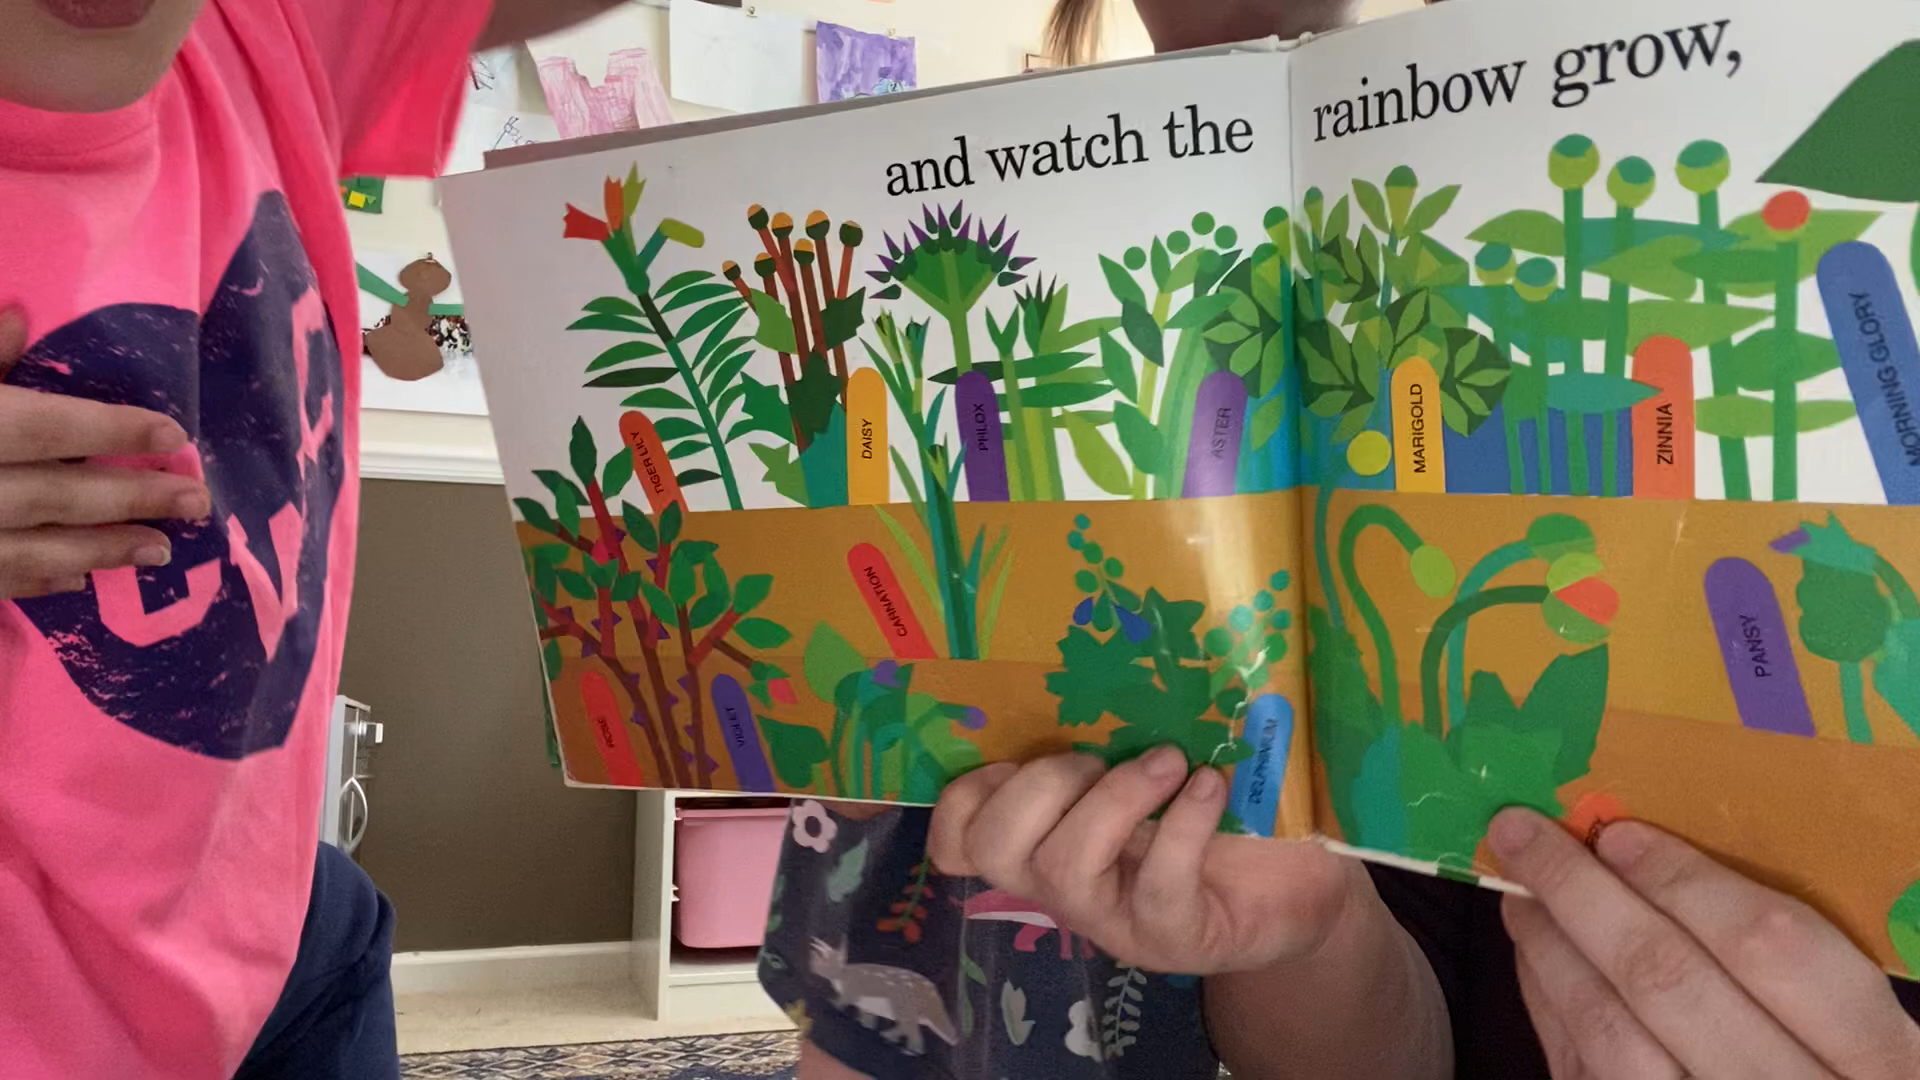 and watch the rainbow grow,
TIGER LILY
DAISY
PHLOX
ASTER
MARIGOLD
ZINNIA
MORNING GLORY
CARNATION
PANSY
ROSE
VIOLET
DELPHINIUM